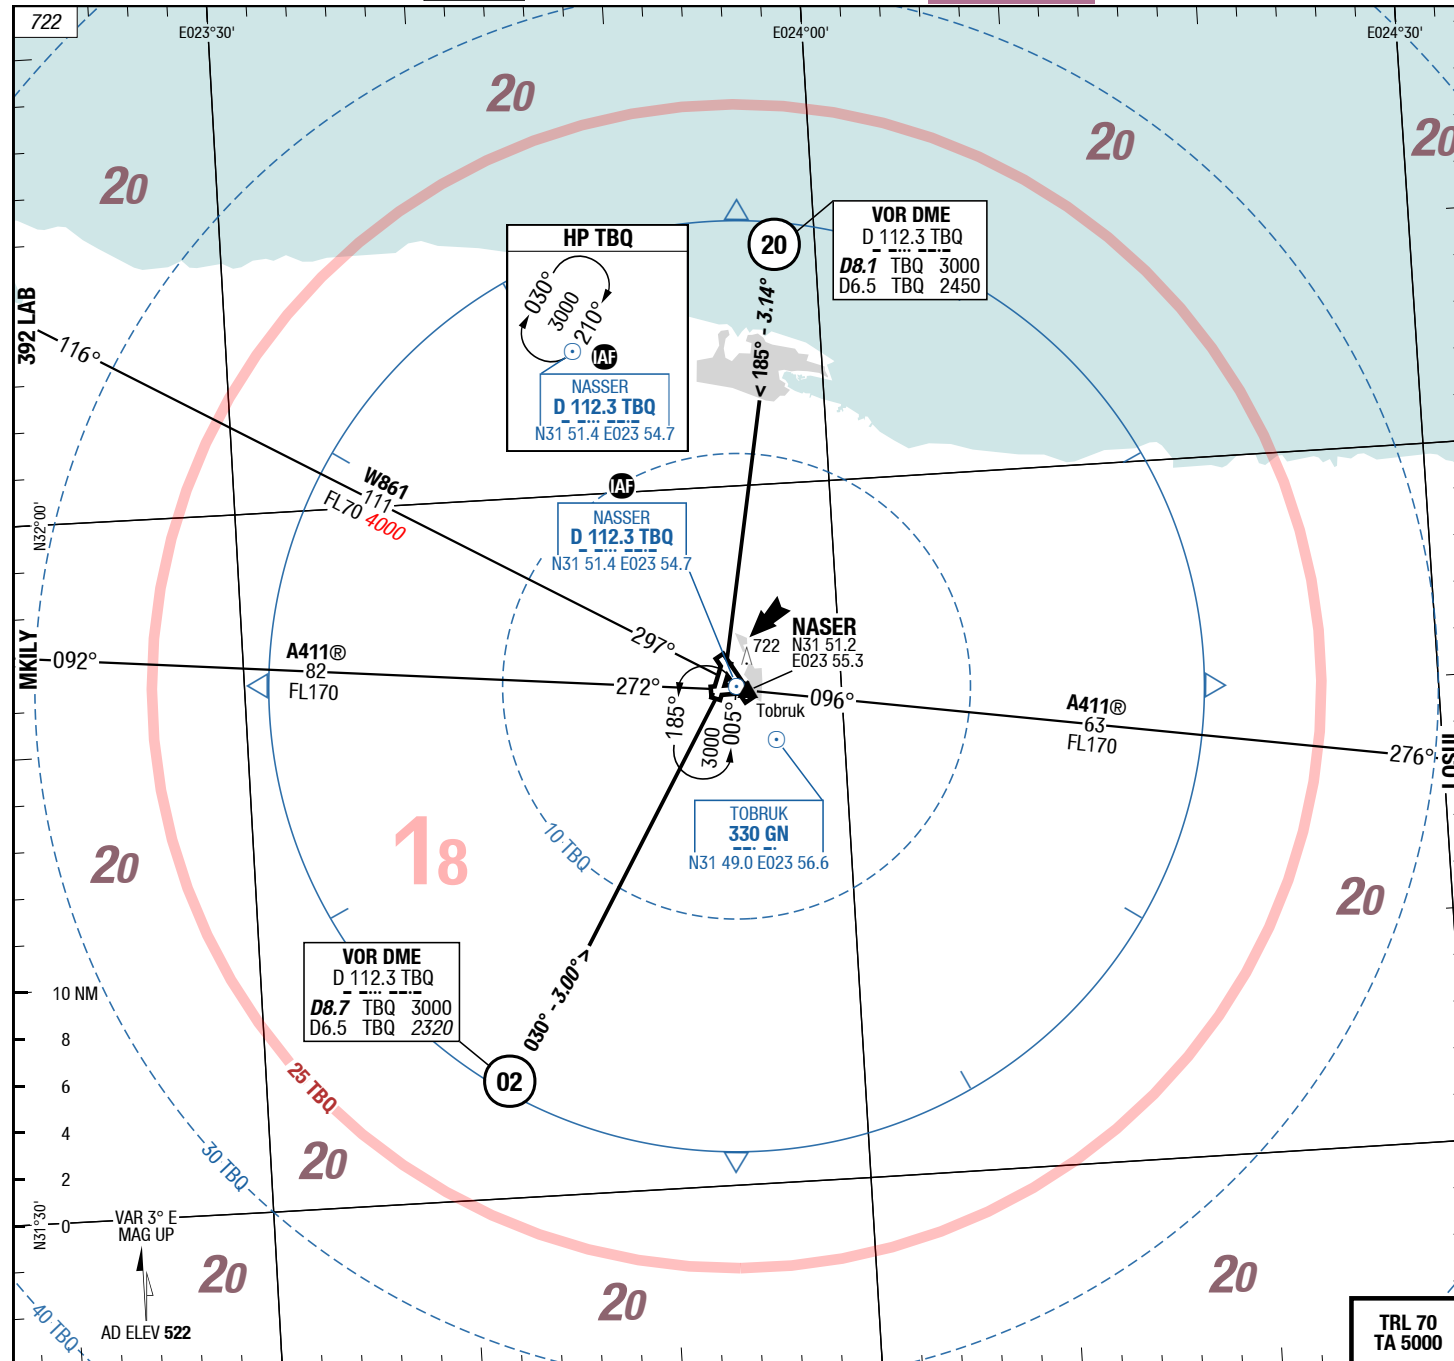 722
E023°30'
E024°00'
E024°30'
20
20
20
20
VOR DME
D 112.3 TBQ
D8.1 TBQ 3000
D6.5 TBQ 2450
20
HP TBQ
030°
3000
210°
IAF
NASSER
D 112.3 TBQ
N31 51.4 E023 54.7
< 185° - 3.14°
392 LAB
116°
W861
111
FL70 4000
297°
N32°00'
IAF
NASSER
D 112.3 TBQ
N31 51.4 E023 54.7
NASER
N31 51.2
E023 55.3
722
MKILY
092°
A411®
82
FL170
272°
185°
3000
005°
Tobruk
096°
A411®
63
FL170
276°
TOBRUK
330 GN
N31 49.0 E023 56.6
10 TBQ
18
20
20
VOR DME
D 112.3 TBQ
D8.7 TBQ 3000
D6.5 TBQ 2320
030° - 3.00° >
02
10 NM
8
6
4
2
0
25 TBQ
30 TBQ
40 TBQ
N31°30'
20
VAR 3° E
MAG UP
AD ELEV 522
20
20
20
TRL 70
TA 5000